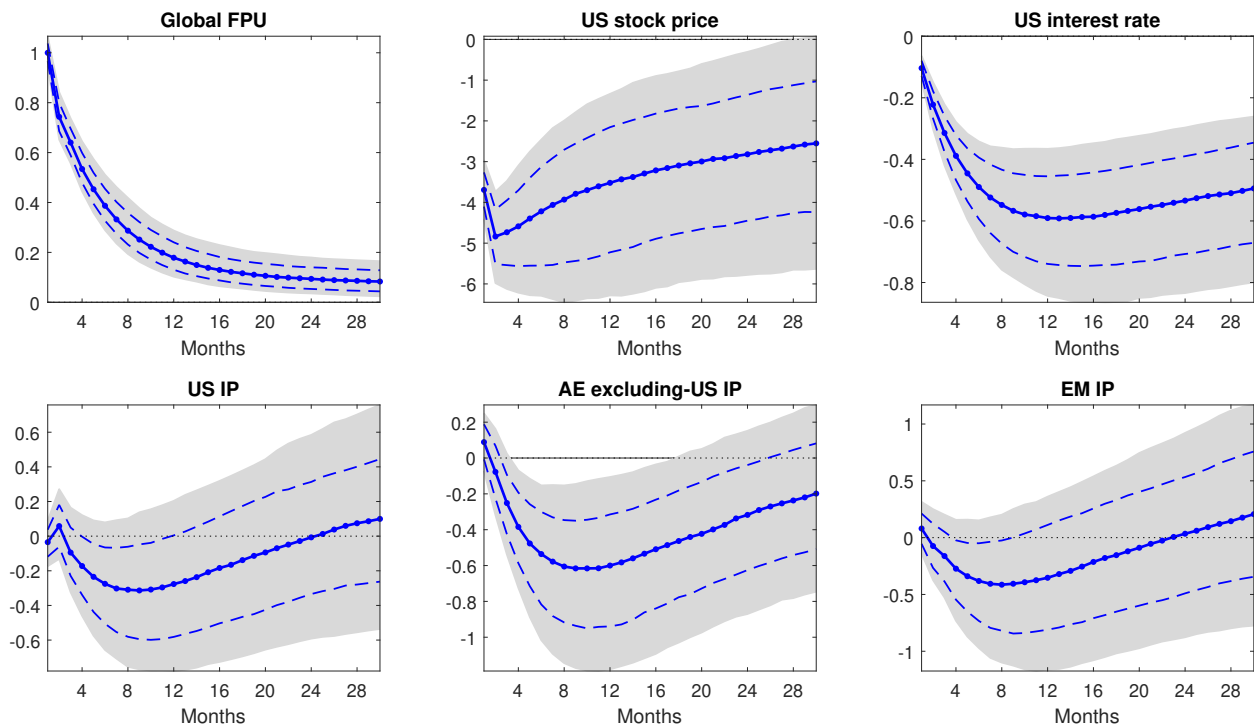 Global FPU
1
0.8
0.6
0.4
0.2
0
4 8 12 16 20 24 28
Months
US stock price
0
-1
-2
-3
-4
-5
-6
4 8 12 16 20 24 28
Months
US interest rate
0
-0.2
-0.4
-0.6
-0.8
4 8 12 16 20 24 28
Months
US IP
0.6
0.4
0.2
0
-0.2
-0.4
-0.6
4 8 12 16 20 24 28
Months
AE excluding-US IP
0.2
0
-0.2
-0.4
-0.6
-0.8
-1
4 8 12 16 20 24 28
Months
EM IP
1
0.5
0
-0.5
-1
4 8 12 16 20 24 28
Months